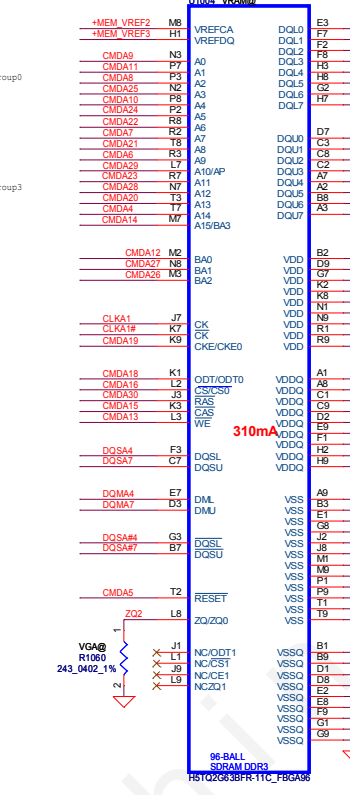 U1004 VRAM@
+MEM_VREF2 M8 VREFCA DQL0 E3
+MEM_VREF3 H1 VREFDQ DQL1 F7
DQL2 F2
CMDA9 N3 A0 DQL3 F8
CMDA11 P7 A1 DQL4 H3
CMDA8 P3 A2 DQL5 H8
CMDA25 N2 A3 DQL6 G2
CMDA10 P8 A4 DQL7 H7
CMDA24 P2 A5
CMDA22 R8 A6
CMDA7 R2 A7 DQU0 D7
CMDA21 T8 A8 DQU1 C3
CMDA6 R3 A9 DQU2 C8
CMDA29 L7 A10/AP DQU3 C2
CMDA23 R7 A11 DQU4 A7
CMDA28 N7 A12 DQU5 A2
CMDA20 T3 A13 DQU6 B8
CMDA4 T7 A14 DQU7 A3
CMDA14 M7 A15/BA3
roup0
roup3
CMDA12 M2 BA0 VDD B2
CMDA27 N8 BA1 VDD D9
CMDA26 M3 BA2 VDD G7
VDD K2
VDD K8
VDD N1
CLKA1 J7 CK VDD N9
CLKA1# K7 CK VDD R1
CMDA19 K9 CKE/CKE0 VDD R9
CMDA18 K1 ODT/ODT0 VDDQ A1
CMDA16 L2 CS/CS0 VDDQ A8
CMDA30 J3 RAS VDDQ C1
CMDA15 K3 CAS VDDQ C9
CMDA13 L3 WE VDDQ D2
310mA VDDQ E9
VDDQ F1
DQSA4 F3 DQSL VDDQ H2
DQSA7 C7 DQSU VDDQ H9
DQMA4 E7 DML VSS A9
DQMA7 D3 DMU VSS B3
VSS E1
VSS G8
DQSA#4 G3 DQSL VSS J2
DQSA#7 B7 DQSU VSS J8
VSS M1
VSS M9
VSS P1
CMDA5 T2 RESET VSS P9
VSS T1
ZQ2 L8 ZQ/ZQ0 VSS T9
1
VGA@
R1060
243_0402_1%
2
J1 NC/ODT1 VSSQ B1
L1 NC/CS1 VSSQ B9
J9 NC/CE1 VSSQ D1
L9 NCZQ1 VSSQ D8
VSSQ E2
VSSQ E8
VSSQ F9
VSSQ G1
VSSQ G9
96-BALL
SDRAM DDR3
H5TQ2G63BFR-11C_FBGA96